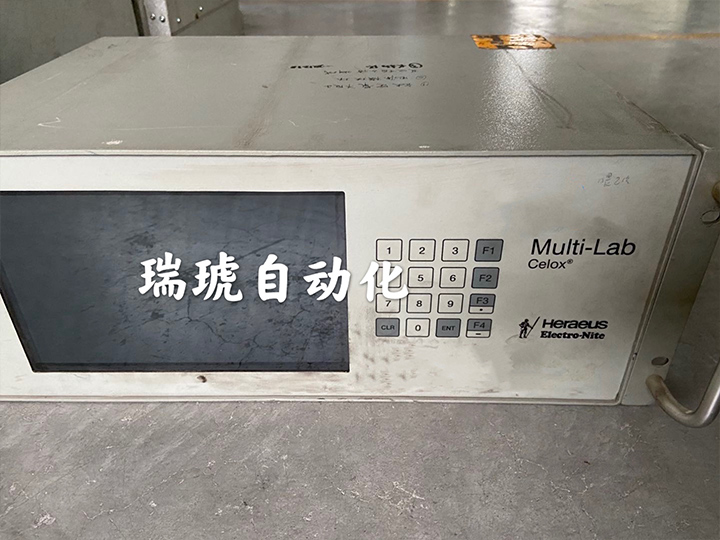 瑞琥自动化
1 2 3 F1
5 6 F2
7 8 9 F3
.
CLR 0 ENT F4
–
Multi-Lab
Celox®
Heraeus
Electro-Nite